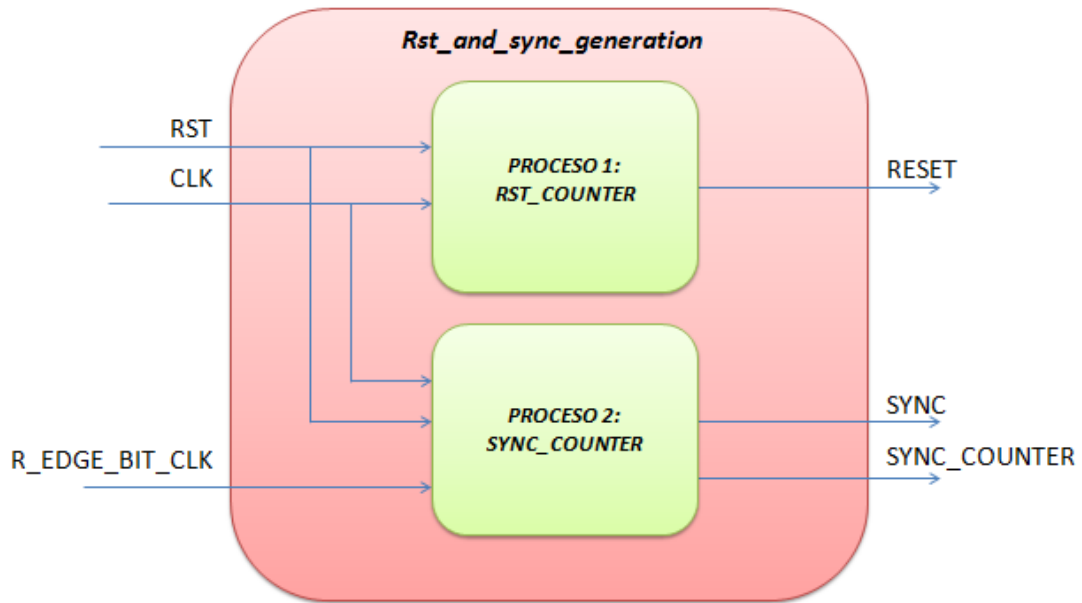 Rst_and_sync_generation
RST
CLK
PROCESO 1:
RST_COUNTER
RESET
PROCESO 2:
SYNC_COUNTER
R_EDGE_BIT_CLK
SYNC
SYNC_COUNTER